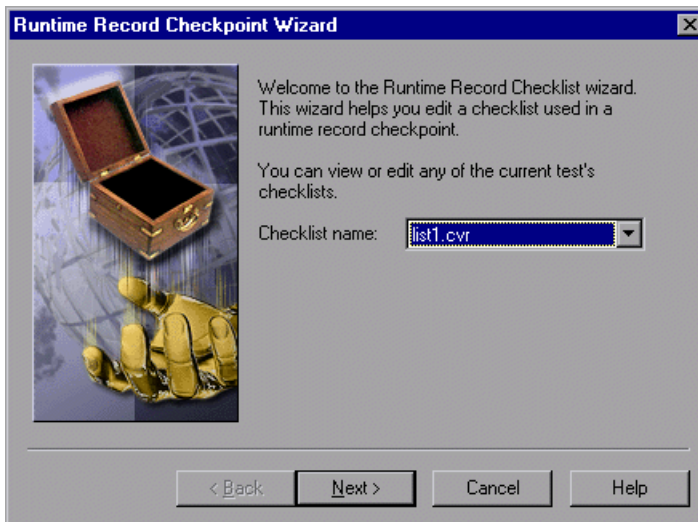 Runtime Record Checkpoint Wizard
Welcome to the Runtime Record Checklist wizard.
This wizard helps you edit a checklist used in a
runtime record checkpoint.
You can view or edit any of the current test's
checklists.
Checklist name:
list1.cvr
< Back
Next >
Cancel
Help